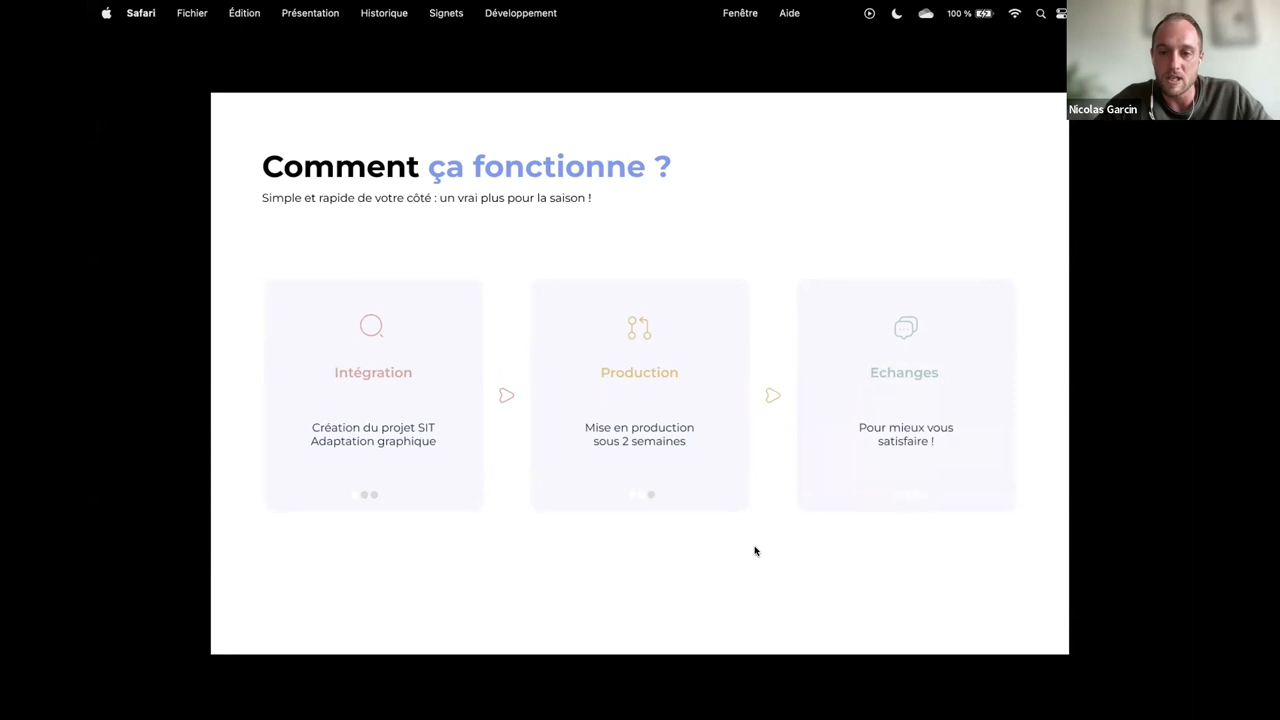 Safari Fichier Édition Présentation Historique Signets Développement Fenêtre Aide 100 %
Nicolas Garcin
Comment ça fonctionne ?
Simple et rapide de votre côté : un vrai plus pour la saison !
Intégration
Création du projet SIT
Adaptation graphique
Production
Mise en production
sous 2 semaines
Echanges
Pour mieux vous
satisfaire !